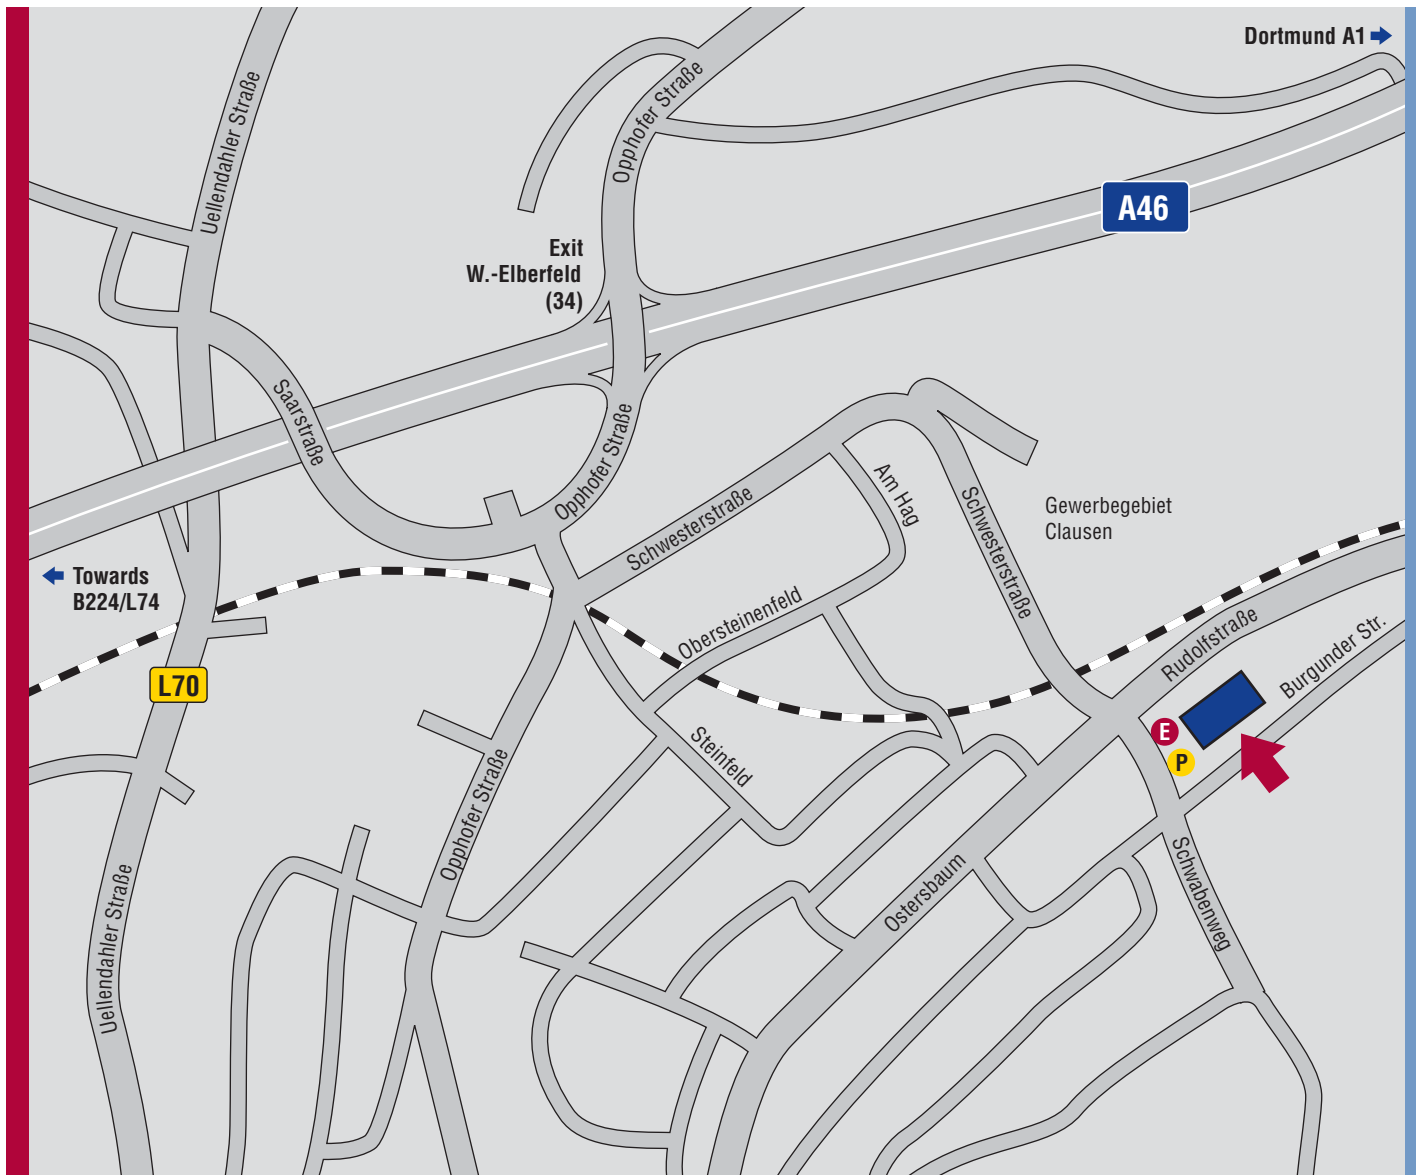 Dortmund A1
Uellendahler Straße
Opphofer Straße
A46
Exit
W.-Elberfeld
(34)
Saarstraße
Opphofer Straße
Schwesterstraße
Am Hag
Schwesterstraße
Gewerbegebiet
Clausen
Towards
B224/L74
Obersteinenfeld
Rudolfstraße
Burgunder Str.
L70
E
P
Steinfeld
Opphofer Straße
Ostersbaum
Schwabenweg
Uellendahler Straße